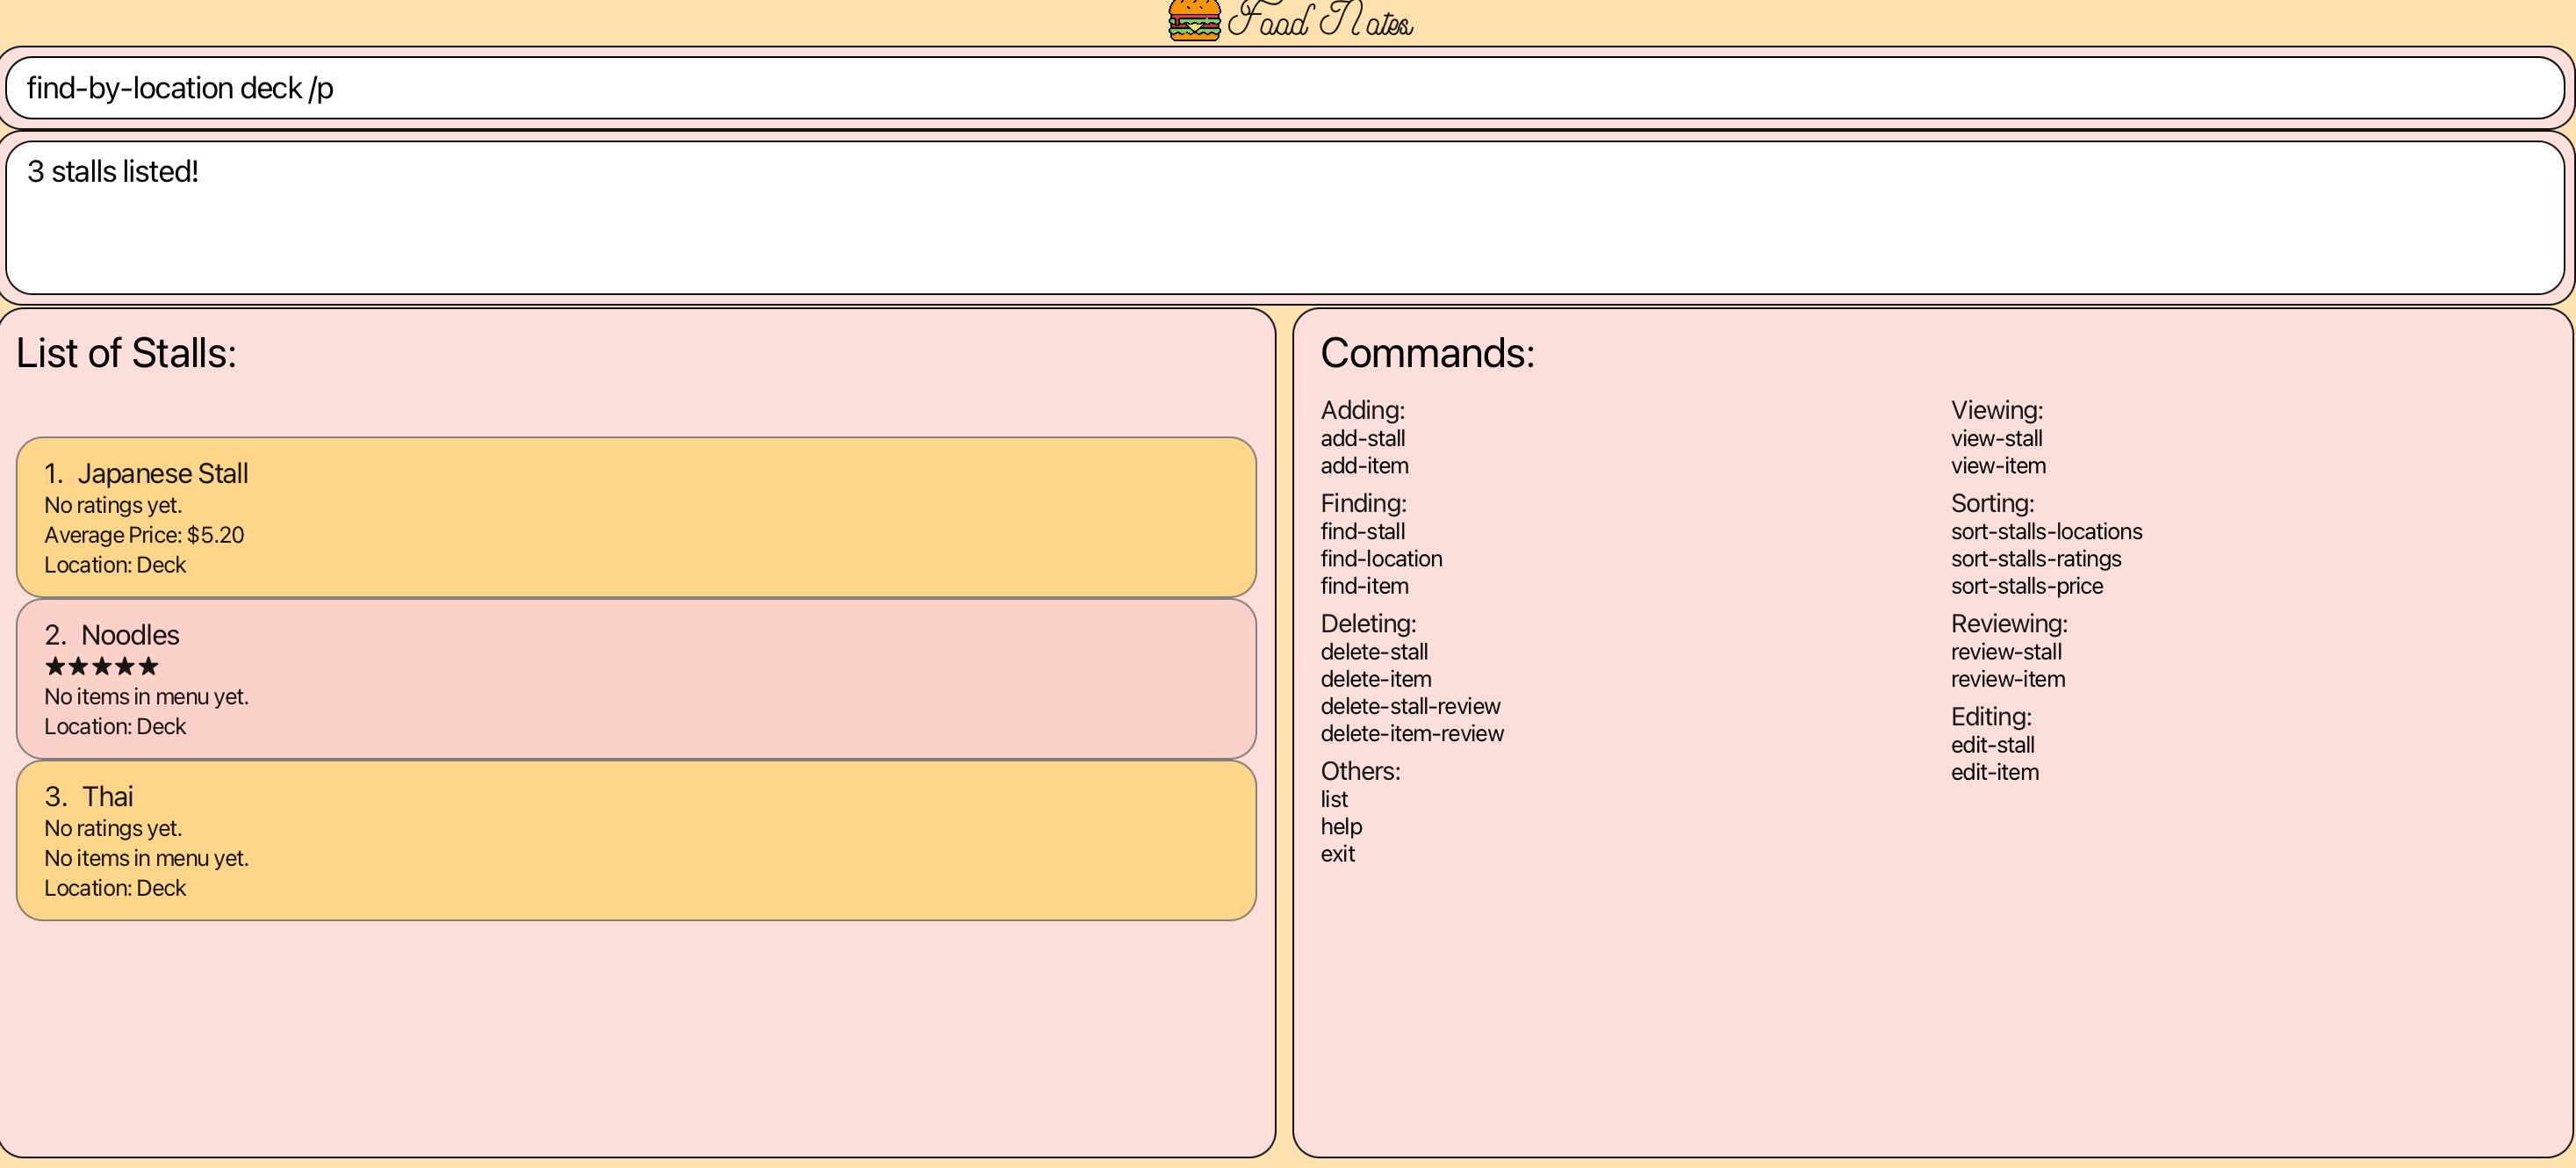 Food Notes
find-by-location deck /p
3 stalls listed!
List of Stalls:
1. Japanese Stall
No ratings yet.
Average Price: $5.20
Location: Deck
2. Noodles
★★★★★
No items in menu yet.
Location: Deck
3. Thai
No ratings yet.
No items in menu yet.
Location: Deck
Commands:
Adding:
add-stall
add-item
Finding:
find-stall
find-location
find-item
Deleting:
delete-stall
delete-item
delete-stall-review
delete-item-review
Others:
list
help
exit
Viewing:
view-stall
view-item
Sorting:
sort-stalls-locations
sort-stalls-ratings
sort-stalls-price
Reviewing:
review-stall
review-item
Editing:
edit-stall
edit-item